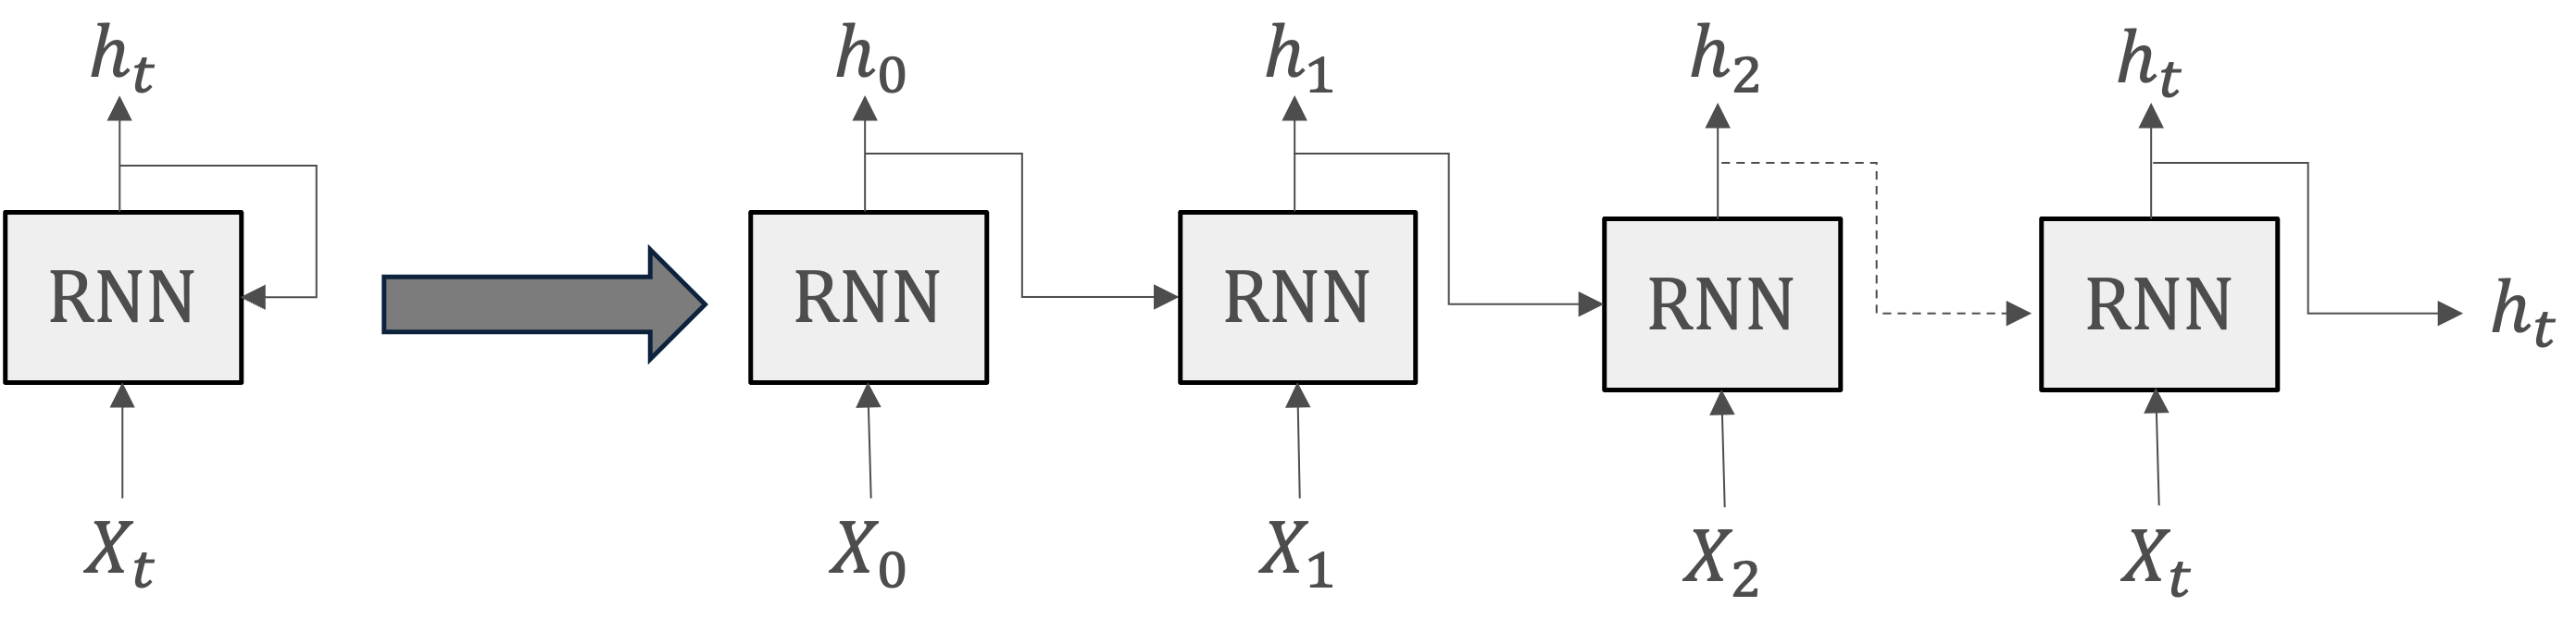 h_t h_0 h_1 h_2 h_t
RNN RNN RNN RNN RNN h_t
X_t X_0 X_1 X_2 X_t